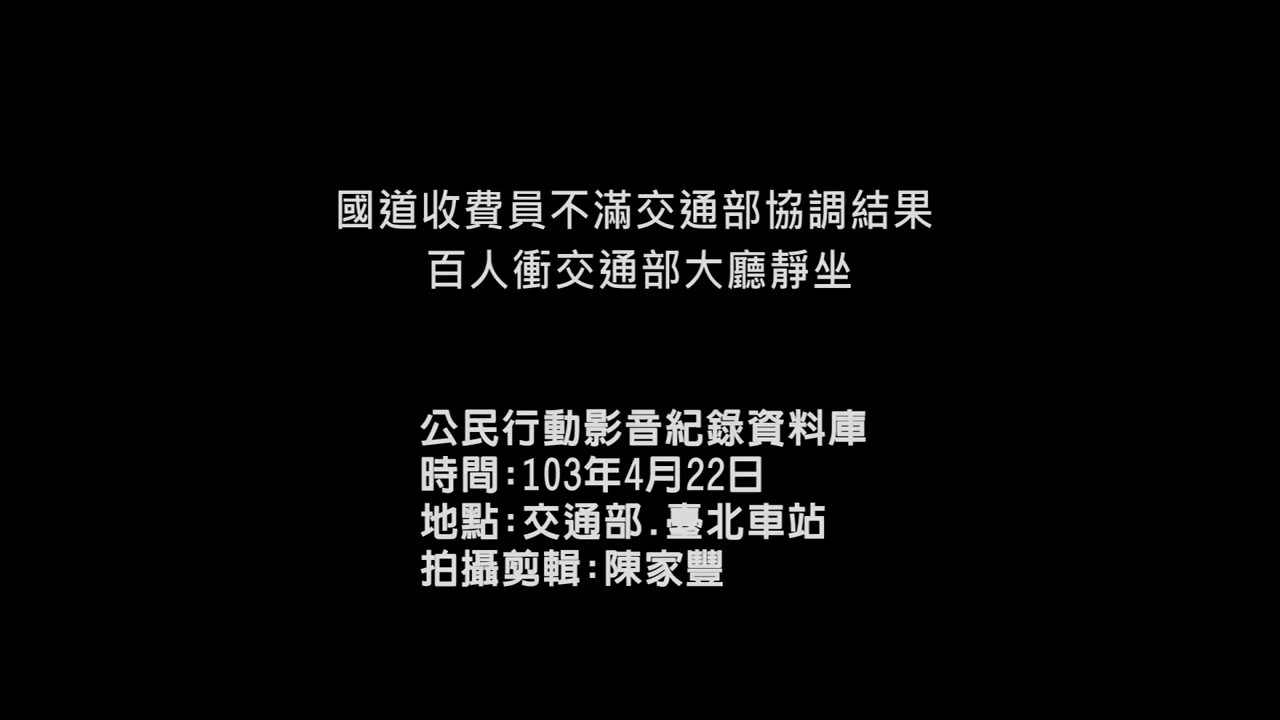 國道收費員不滿交通部協調結果
百人衝交通部大廳靜坐
公民行動影音紀錄資料庫
時間:103年4月22日
地點:交通部.臺北車站
拍攝剪輯:陳家豐